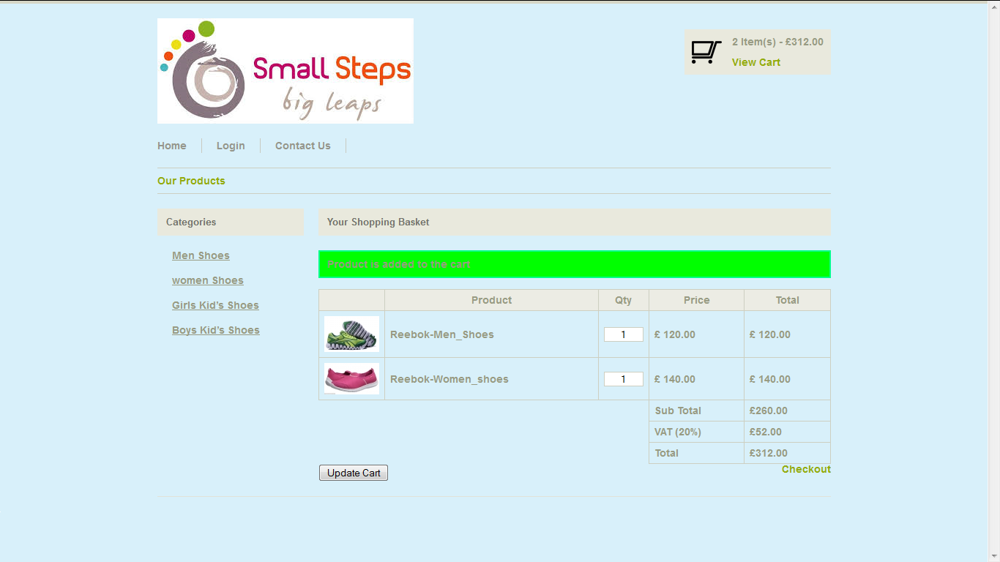 Small Steps
big leaps
2 Item(s) - £312.00
View Cart
Home Login Contact Us
Our Products
Categories
Your Shopping Basket
Men Shoes
women Shoes
Girls Kid’s Shoes
Boys Kid’s Shoes
Product is added to the cart
Product Qty Price Total
Reebok-Men_Shoes 1 £ 120.00 £ 120.00
Reebok-Women_shoes 1 £ 140.00 £ 140.00
Sub Total £260.00
VAT (20%) £52.00
Total £312.00
Update Cart
Checkout